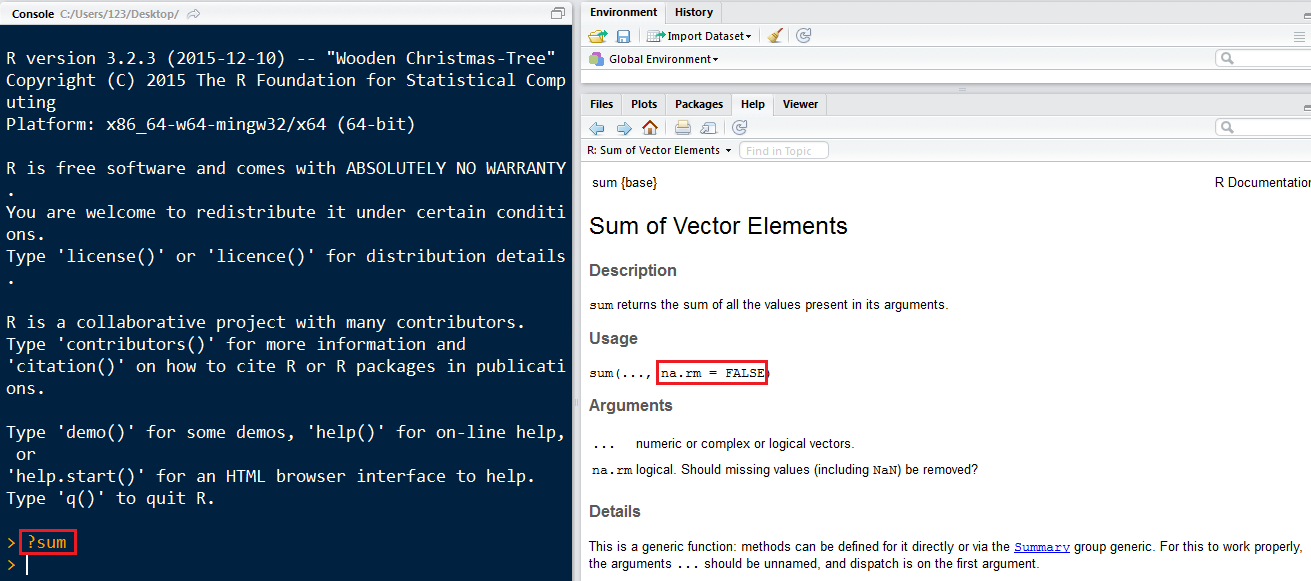 Console C:/Users/123/Desktop/
R version 3.2.3 (2015-12-10) -- "Wooden Christmas-Tree"
Copyright (C) 2015 The R Foundation for Statistical Comp
uting
Platform: x86_64-w64-mingw32/x64 (64-bit)
R is free software and comes with ABSOLUTELY NO WARRANTY
.
You are welcome to redistribute it under certain conditi
ons.
Type 'license()' or 'licence()' for distribution details
.
R is a collaborative project with many contributors.
Type 'contributors()' for more information and
'citation()' on how to cite R or R packages in publicati
ons.
Type 'demo()' for some demos, 'help()' for on-line help,
or
'help.start()' for an HTML browser interface to help.
Type 'q()' to quit R.
> ?sum
>
Environment History
Import Dataset
Global Environment
Files Plots Packages Help Viewer
R: Sum of Vector Elements Find in Topic
sum {base} R Documentation
Sum of Vector Elements
Description
sum returns the sum of all the values present in its arguments.
Usage
sum(..., na.rm = FALSE)
Arguments
... numeric or complex or logical vectors.
na.rm logical. Should missing values (including NaN) be removed?
Details
This is a generic function: methods can be defined for it directly or via the Summary group generic. For this to work properly,
the arguments ... should be unnamed, and dispatch is on the first argument.